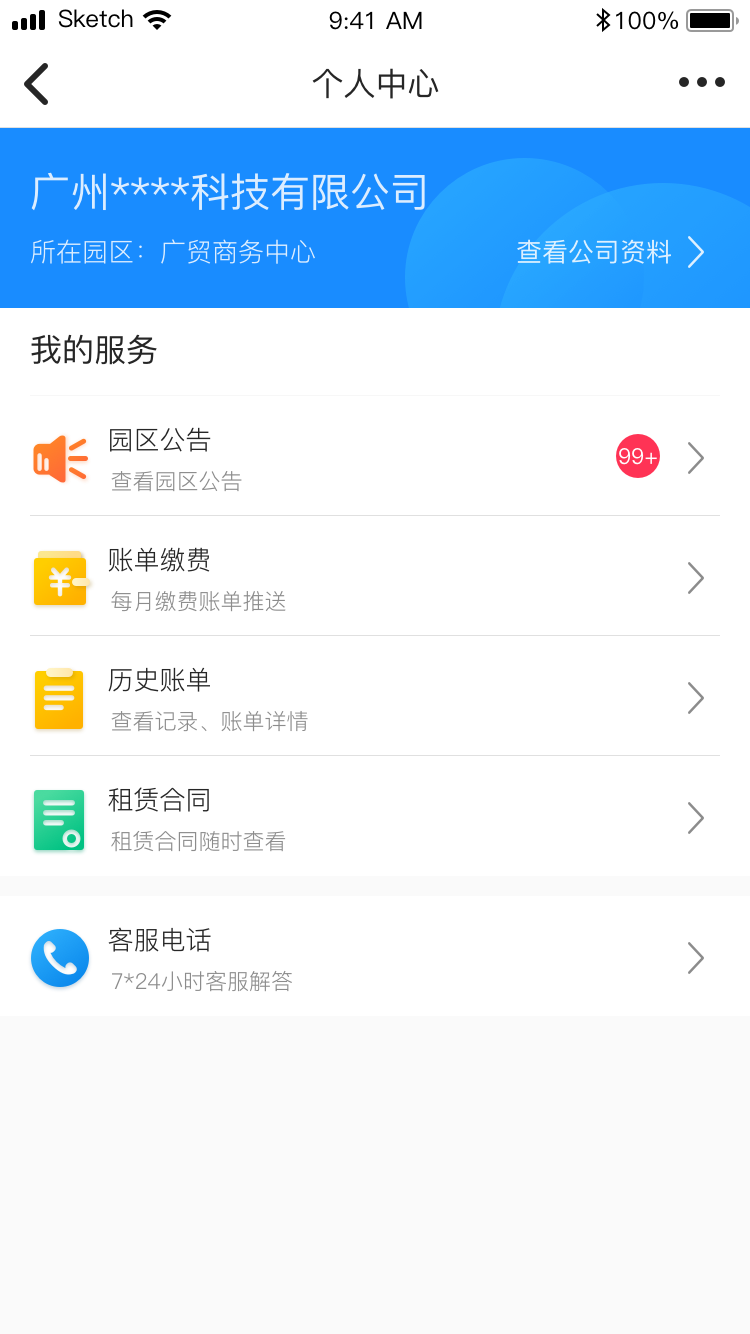 Sketch 9:41 AM 100%
个人中心
广州****科技有限公司
所在园区：广贸商务中心 查看公司资料
我的服务
园区公告
99+
查看园区公告
账单缴费
每月缴费账单推送
历史账单
查看记录、账单详情
租赁合同
租赁合同随时查看
客服电话
7*24小时客服解答